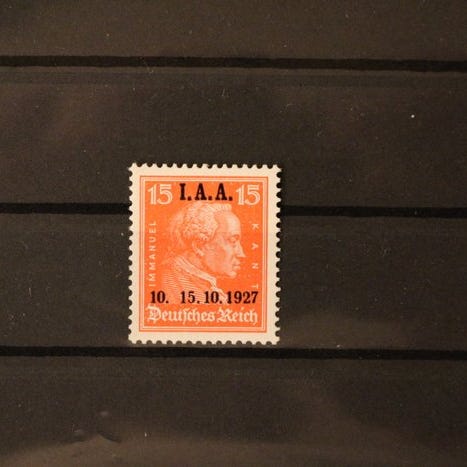 15 I.A.A. 15
IMMANUEL
KANT
10. 15.10.1927
Deutsches Reich